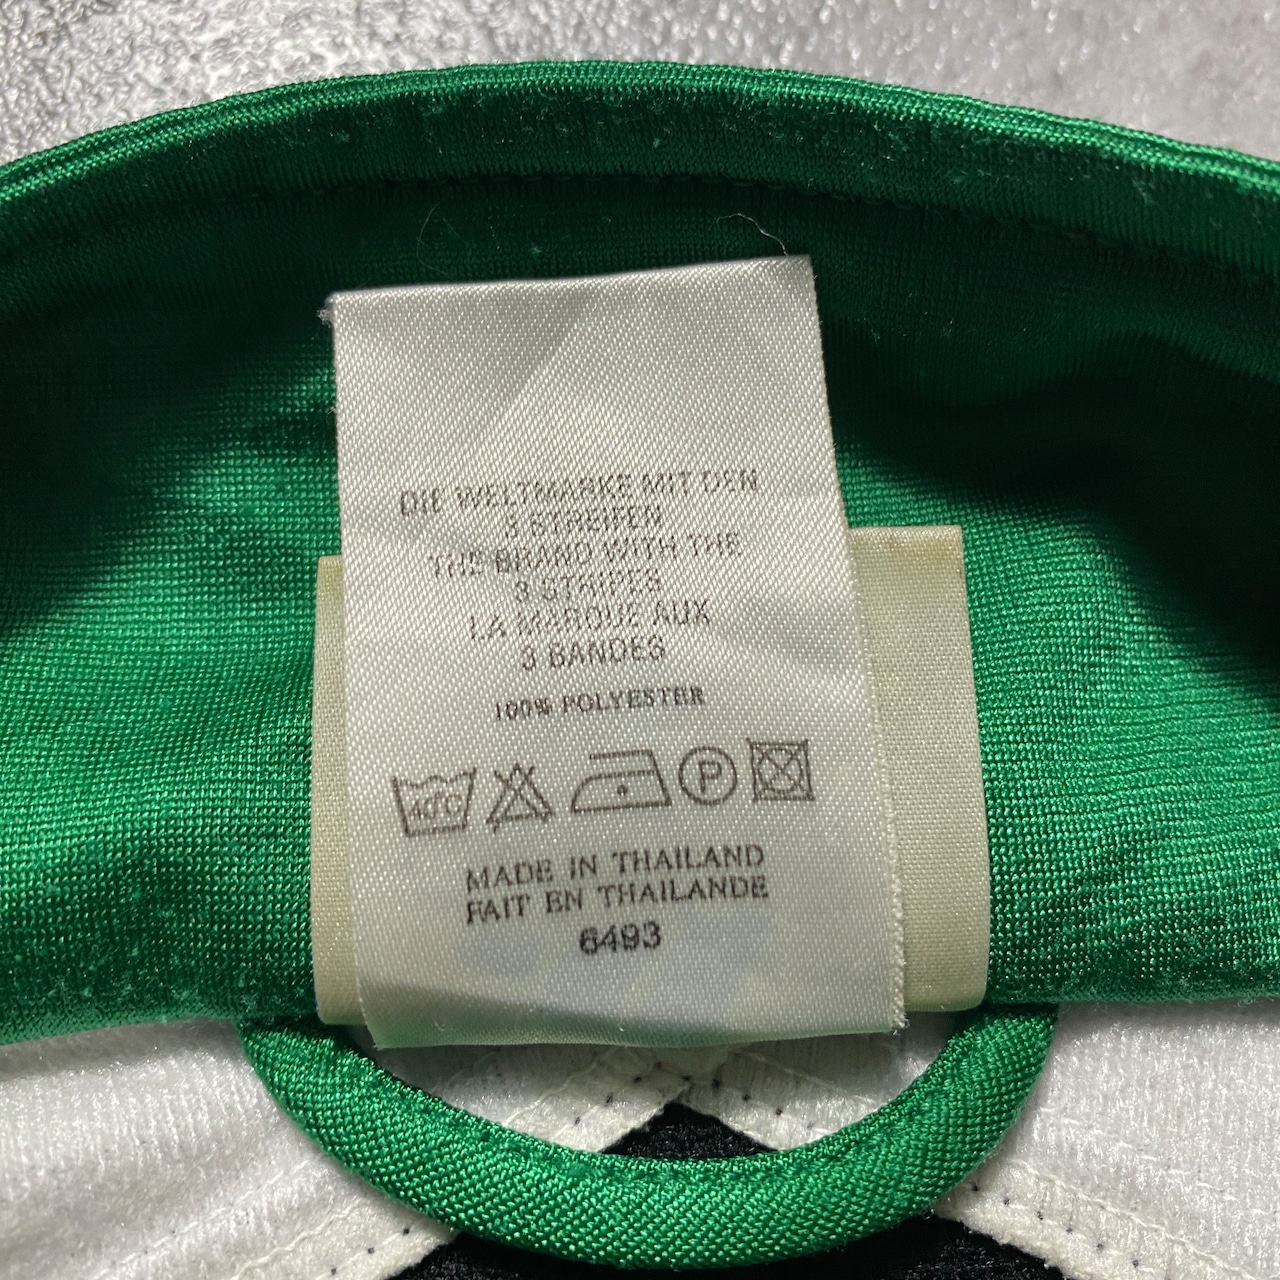 DIE WELTMARKE MIT DEN
3 STREIFEN
THE BRAND WITH THE
3 STRIPES
LA MARQUE AUX
3 BANDES
100% POLYESTER
40°C P
MADE IN THAILAND
FAIT EN THAILANDE
6493